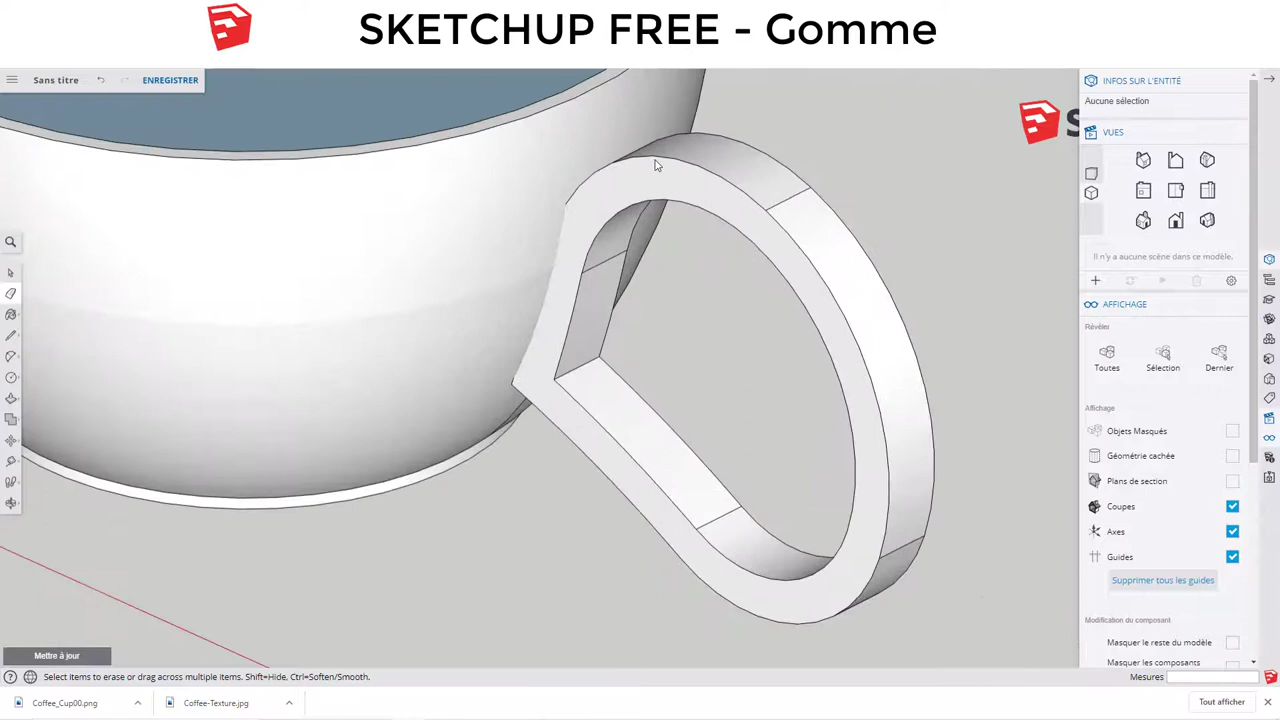 SKETCHUP FREE - Gomme
Sans titre
ENREGISTRER
INFOS SUR L'ENTITÉ
Aucune sélection
S
VUES
Il n'y a aucune scène dans ce modèle.
AFFICHAGE
Révéler
Toutes
Sélection
Dernier
Affichage
Objets Masqués
Géométrie cachée
Plans de section
Coupes
Axes
Guides
Supprimer tous les guides
Modification du composant
Masquer le reste du modèle
Masquer les composants
Mettre à jour
Select items to erase or drag across multiple items. Shift=Hide, Ctrl=Soften/Smooth.
Mesures
Coffee_Cup00.png
Coffee-Texture.jpg
Tout afficher